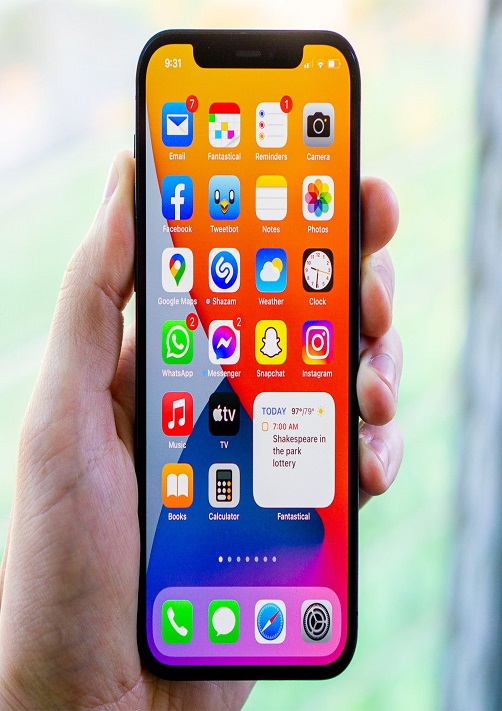 9:31
7
1
Email Fantastical Reminders Camera
Facebook Tweetbot Notes Photos
Google Maps Shazam Weather Clock
2
2
WhatsApp Messenger Snapchat Instagram
tv
TODAY 97°/79°
7:00 AM
Shakespeare in
the park
lottery
Music TV
Books Calculator Fantastical